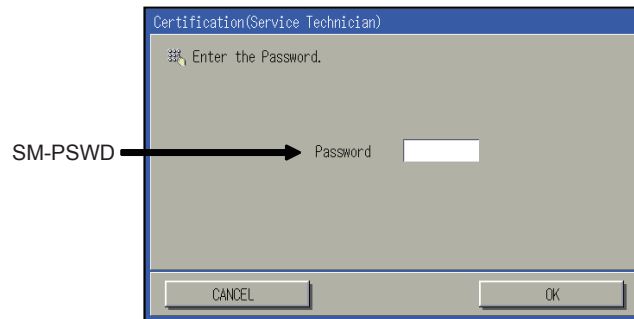 Certification(Service Technician)
Enter the Password.
SM-PSWD
Password
CANCEL
OK